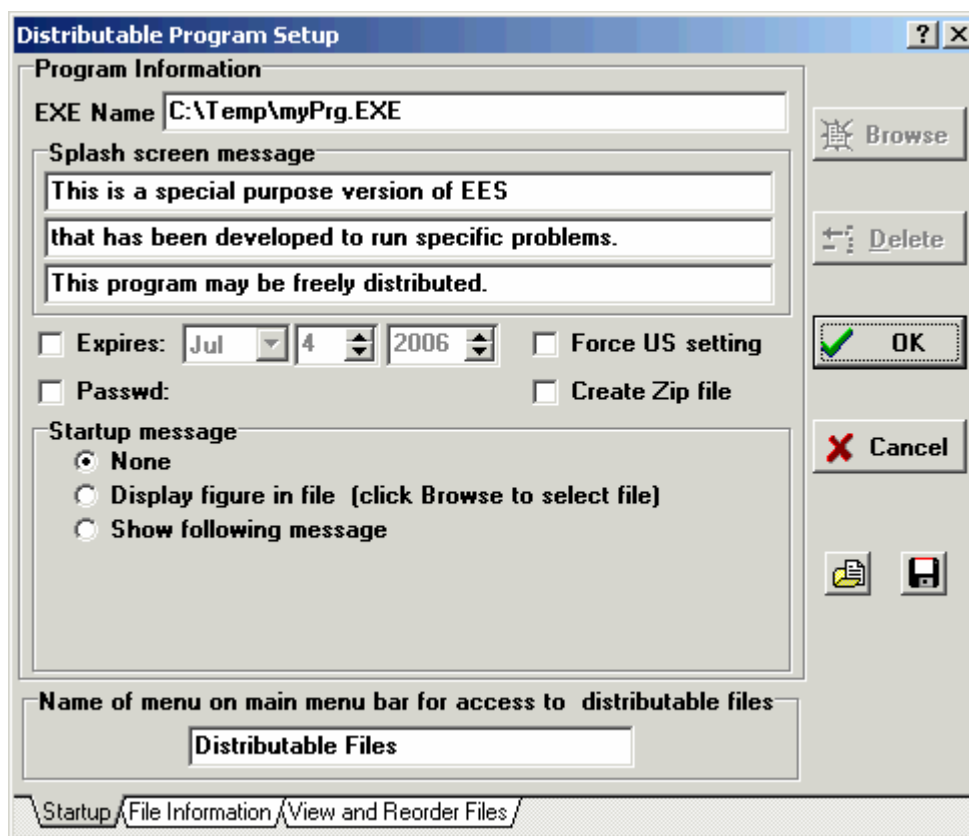 Distributable Program Setup
Program Information
EXE Name C:\Temp\myPrg.EXE
Browse
Splash screen message
This is a special purpose version of EES
that has been developed to run specific problems.
This program may be freely distributed.
Delete
Expires: Jul 4 2006 Force US setting
OK
Passwd: Create Zip file
Startup message
None
Cancel
Display figure in file (click Browse to select file)
Show following message
Name of menu on main menu bar for access to distributable files
Distributable Files
Startup File Information View and Reorder Files